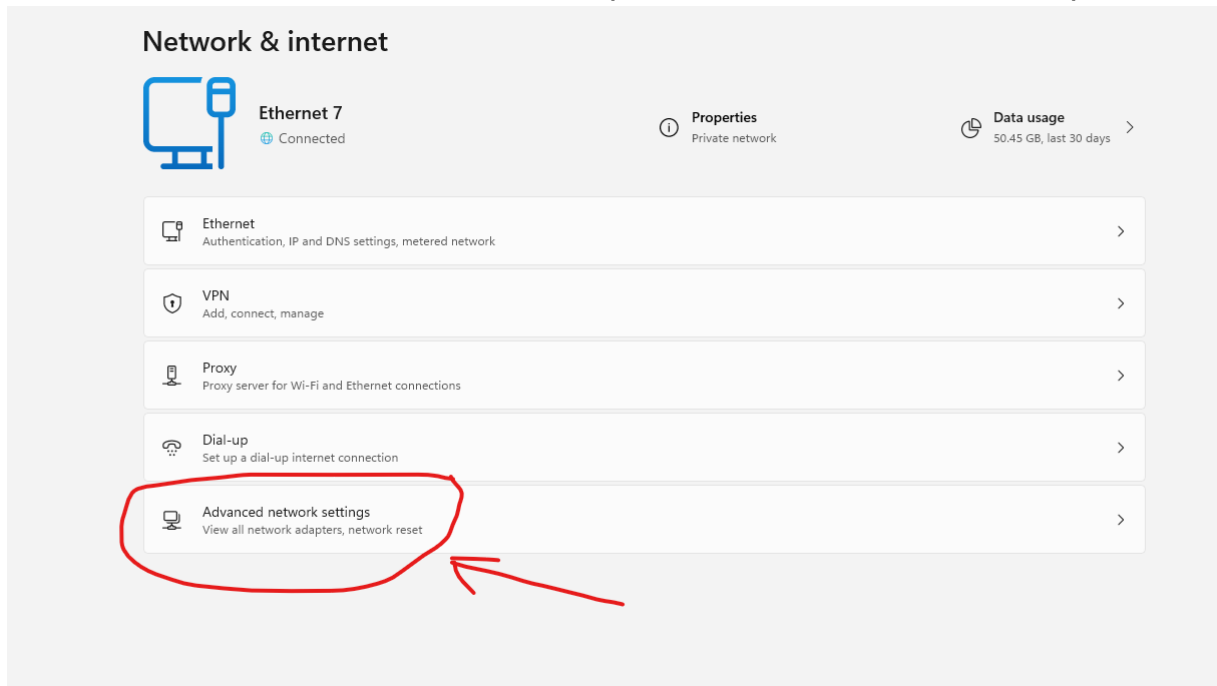 Network & internet
Ethernet 7
Connected
Properties
Private network
Data usage
50.45 GB, last 30 days
Ethernet
Authentication, IP and DNS settings, metered network
VPN
Add, connect, manage
Proxy
Proxy server for Wi-Fi and Ethernet connections
Dial-up
Set up a dial-up internet connection
Advanced network settings
View all network adapters, network reset